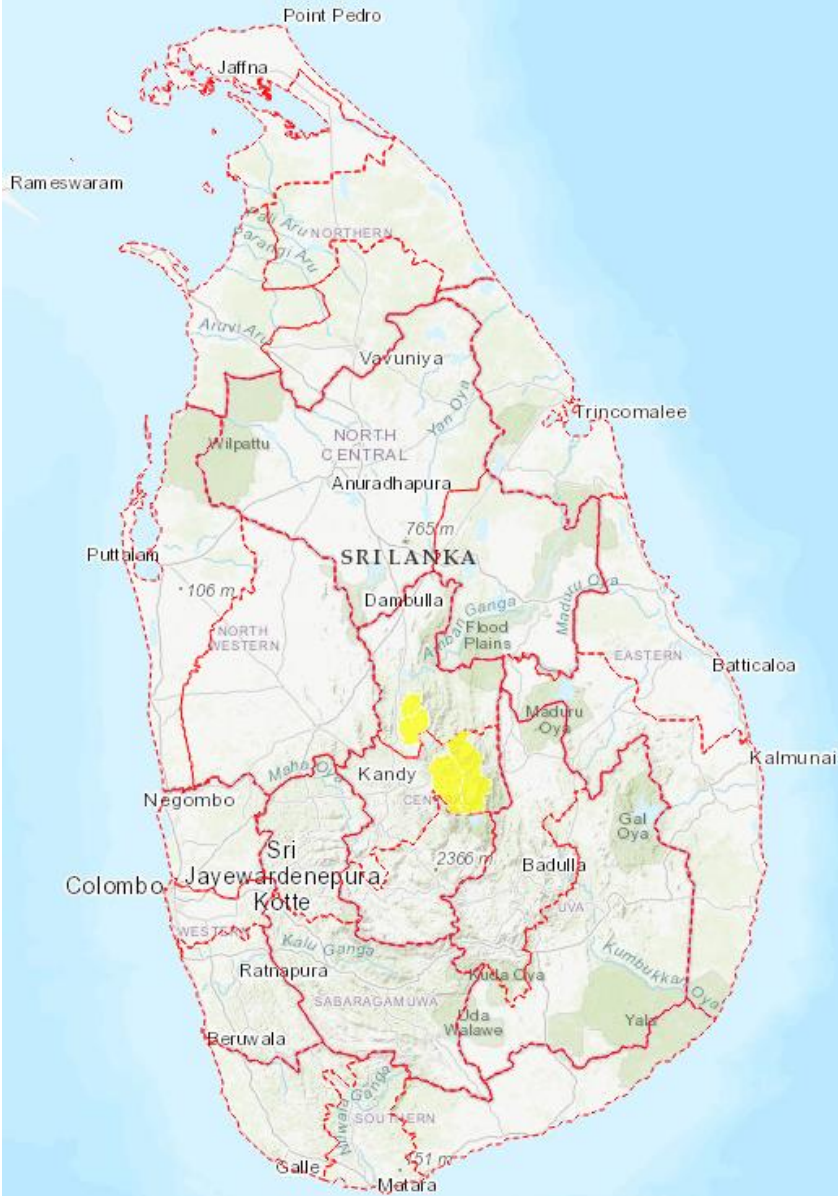 Point Pedro
Jaffna
Rameswaram
Pali Aru
NORTHERN
Parangi Aru
Aruvi Aru
Vavuniya
Yan Oya
Trincomalee
Wilpattu
NORTH
CENTRAL
Anuradhapura
765 m
Puttalam
SRI LANKA
106 m
Dambulla
Amban Ganga
Maduru Oya
Flood
Plains
NORTH
WESTERN
EASTERN
Batticaloa
Maduru
Oya
Kalmunai
Maha Oya
Kandy
Negombo
Gal
Oya
Sri
Jayewardenepura
Kotte
2366 m
Badulla
Colombo
UVA
Kalu Ganga
Kumbukkan Oya
Ratnapura
Kuda Oya
SABARAGAMUWA
Uda
Walawe
Yala
Beruwala
SOUTHERN
Galle
151 m
Matara